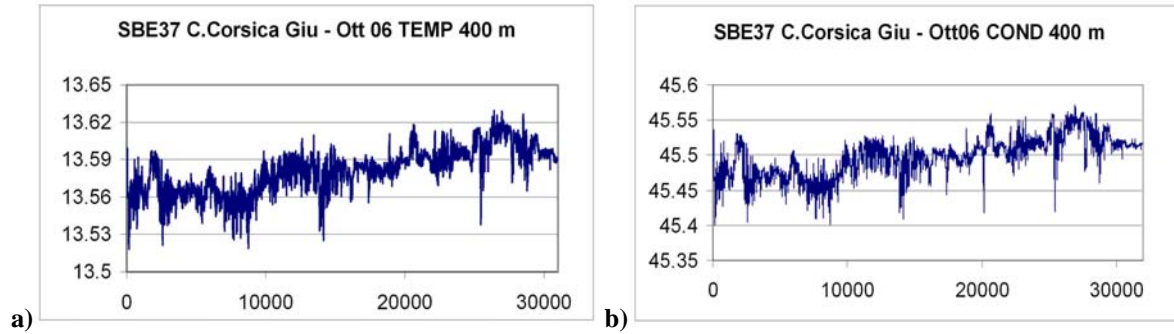 SBE37 C.Corsica Giu - Ott 06 TEMP 400 m
13.65
13.62
13.59
13.56
13.53
13.5
0 10000 20000 30000
a)
SBE37 C.Corsica Giu - Ott06 COND 400 m
45.6
45.55
45.5
45.45
45.4
45.35
0 10000 20000 30000
b)